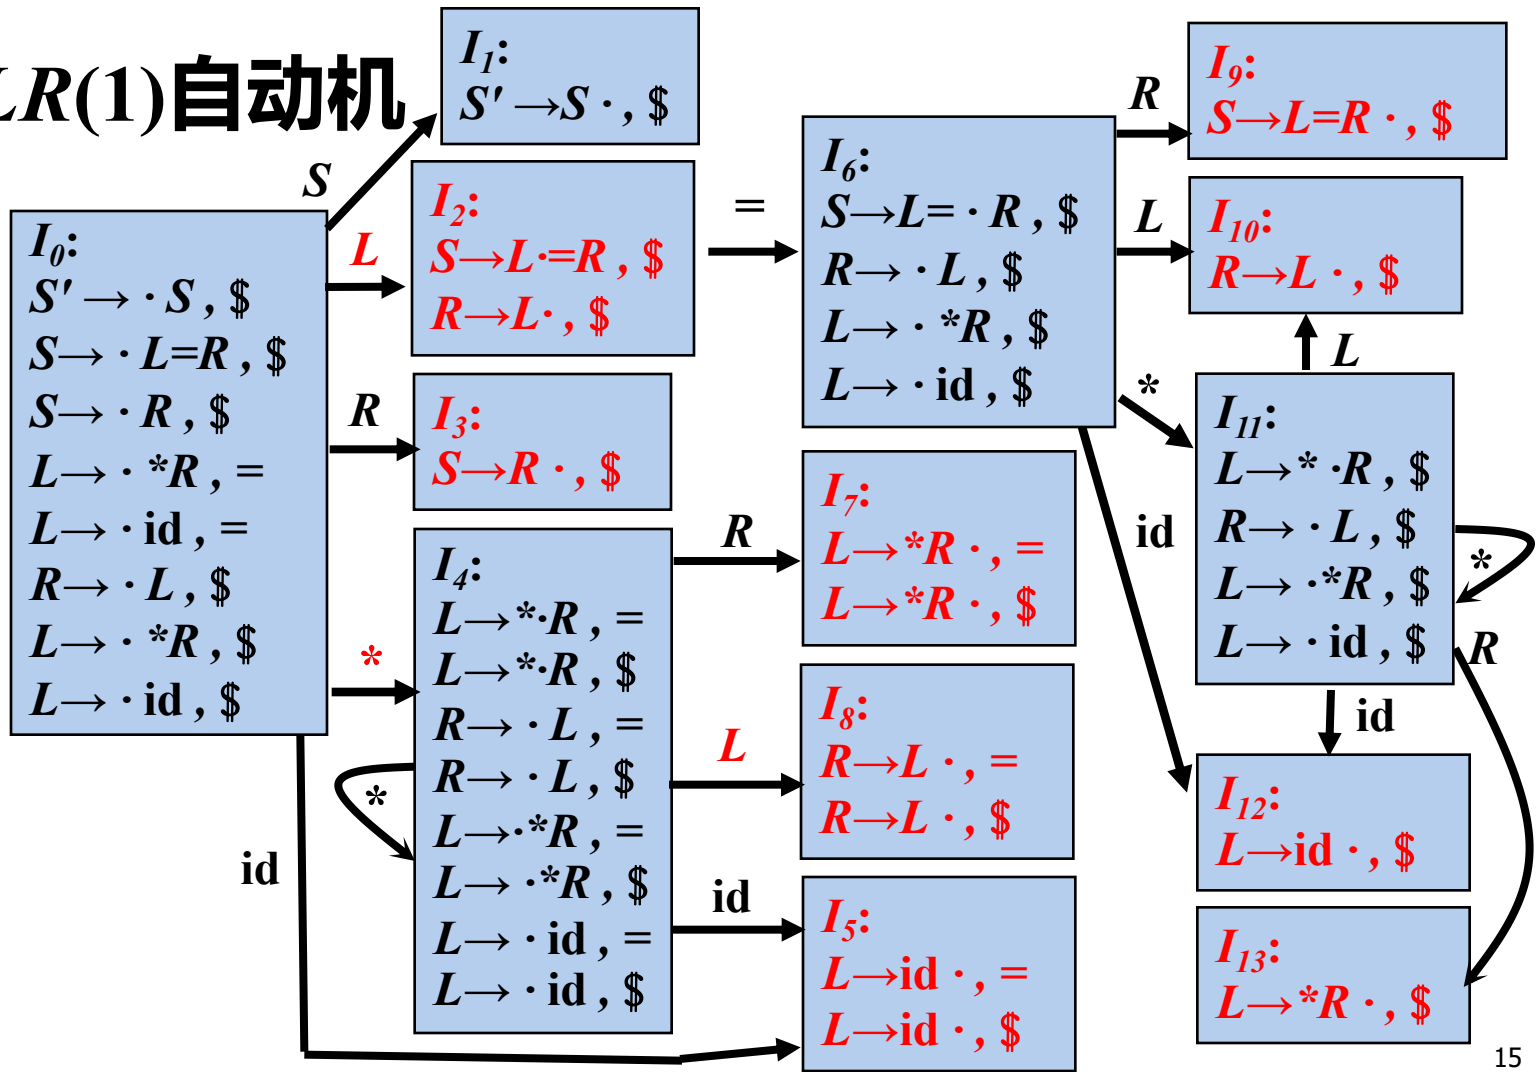 LR(1)自动机
I1:
S' →S · , $
S
I0:
S' → · S , $
S→ · L=R , $
S→ · R , $
L→ · *R , =
L→ · id , =
R→ · L , $
L→ · *R , $
L→ · id , $
L
I2:
S→L·=R , $
R→L· , $
=
R
I3:
S→R · , $
*
I4:
L→*·R , =
L→*·R , $
R→ · L , =
R→ · L , $
L→·*R , =
L→ ·*R , $
L→ · id , =
L→ · id , $
*
id
I6:
S→L= · R , $
R→ · L , $
L→ · *R , $
L→ · id , $
R
I7:
L→*R · , =
L→*R · , $
L
I8:
R→L · , =
R→L · , $
id
I5:
L→id · , =
L→id · , $
R
I9:
S→L=R · , $
L
I10:
R→L · , $
L
*
I11:
L→* ·R , $
R→ · L , $
L→ ·*R , $
L→ · id , $
*
R
id
id
I12:
L→id · , $
I13:
L→*R · , $
15